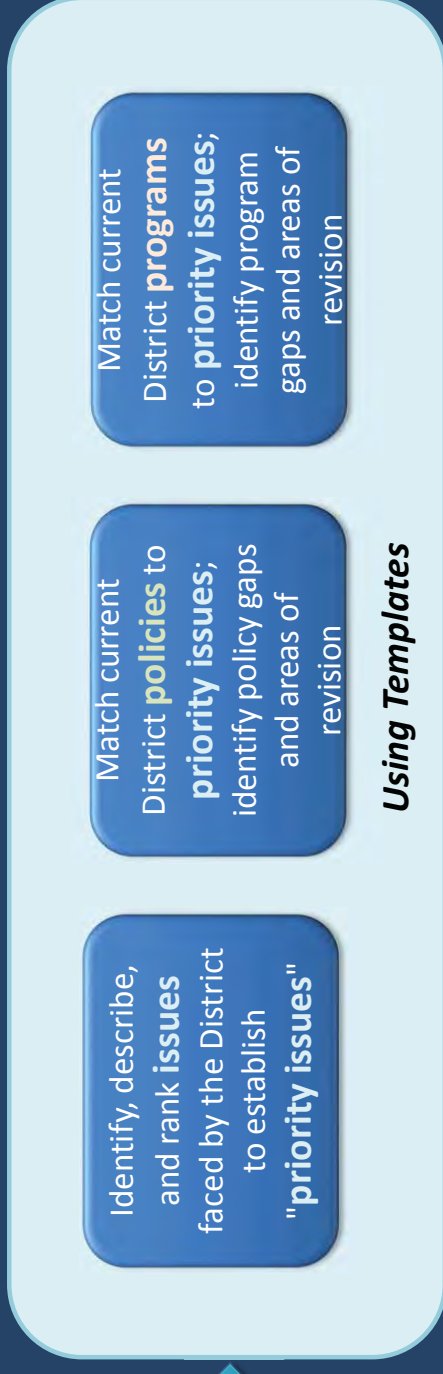 Identify, describe,
and rank issues
faced by the District
to establish
"priority issues"
Match current
District policies to
priority issues;
identify policy gaps
and areas of
revision
Match current
District programs
to priority issues;
identify program
gaps and areas of
revision
Using Templates